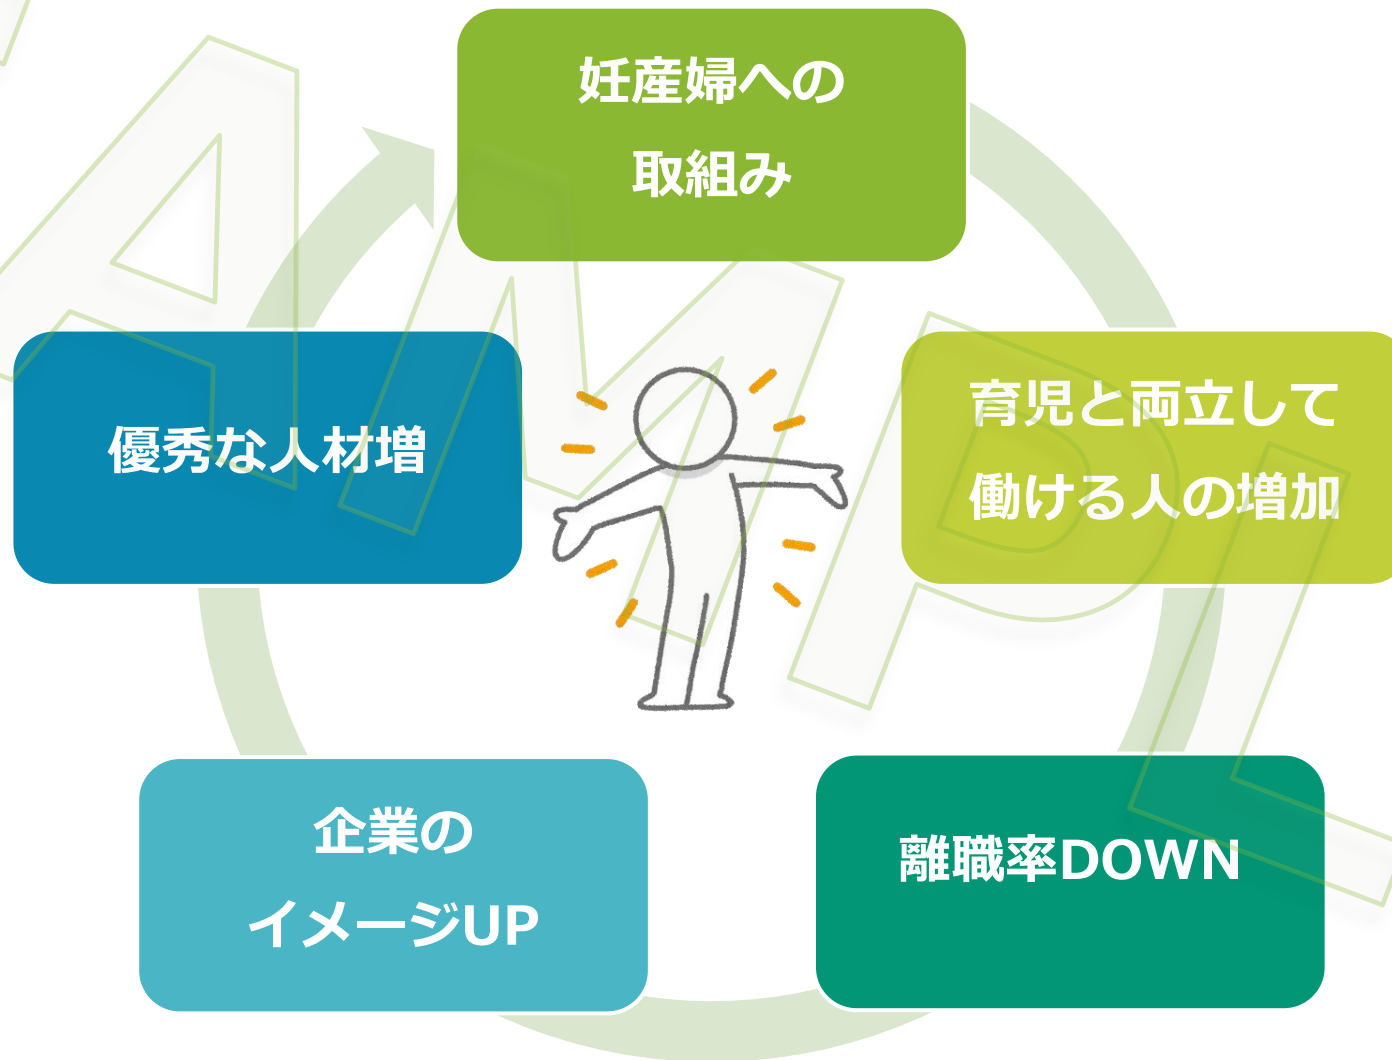 妊産婦への
取組み
育児と両立して
働ける人の増加
離職率DOWN
企業の
イメージUP
優秀な人材増
AMPL